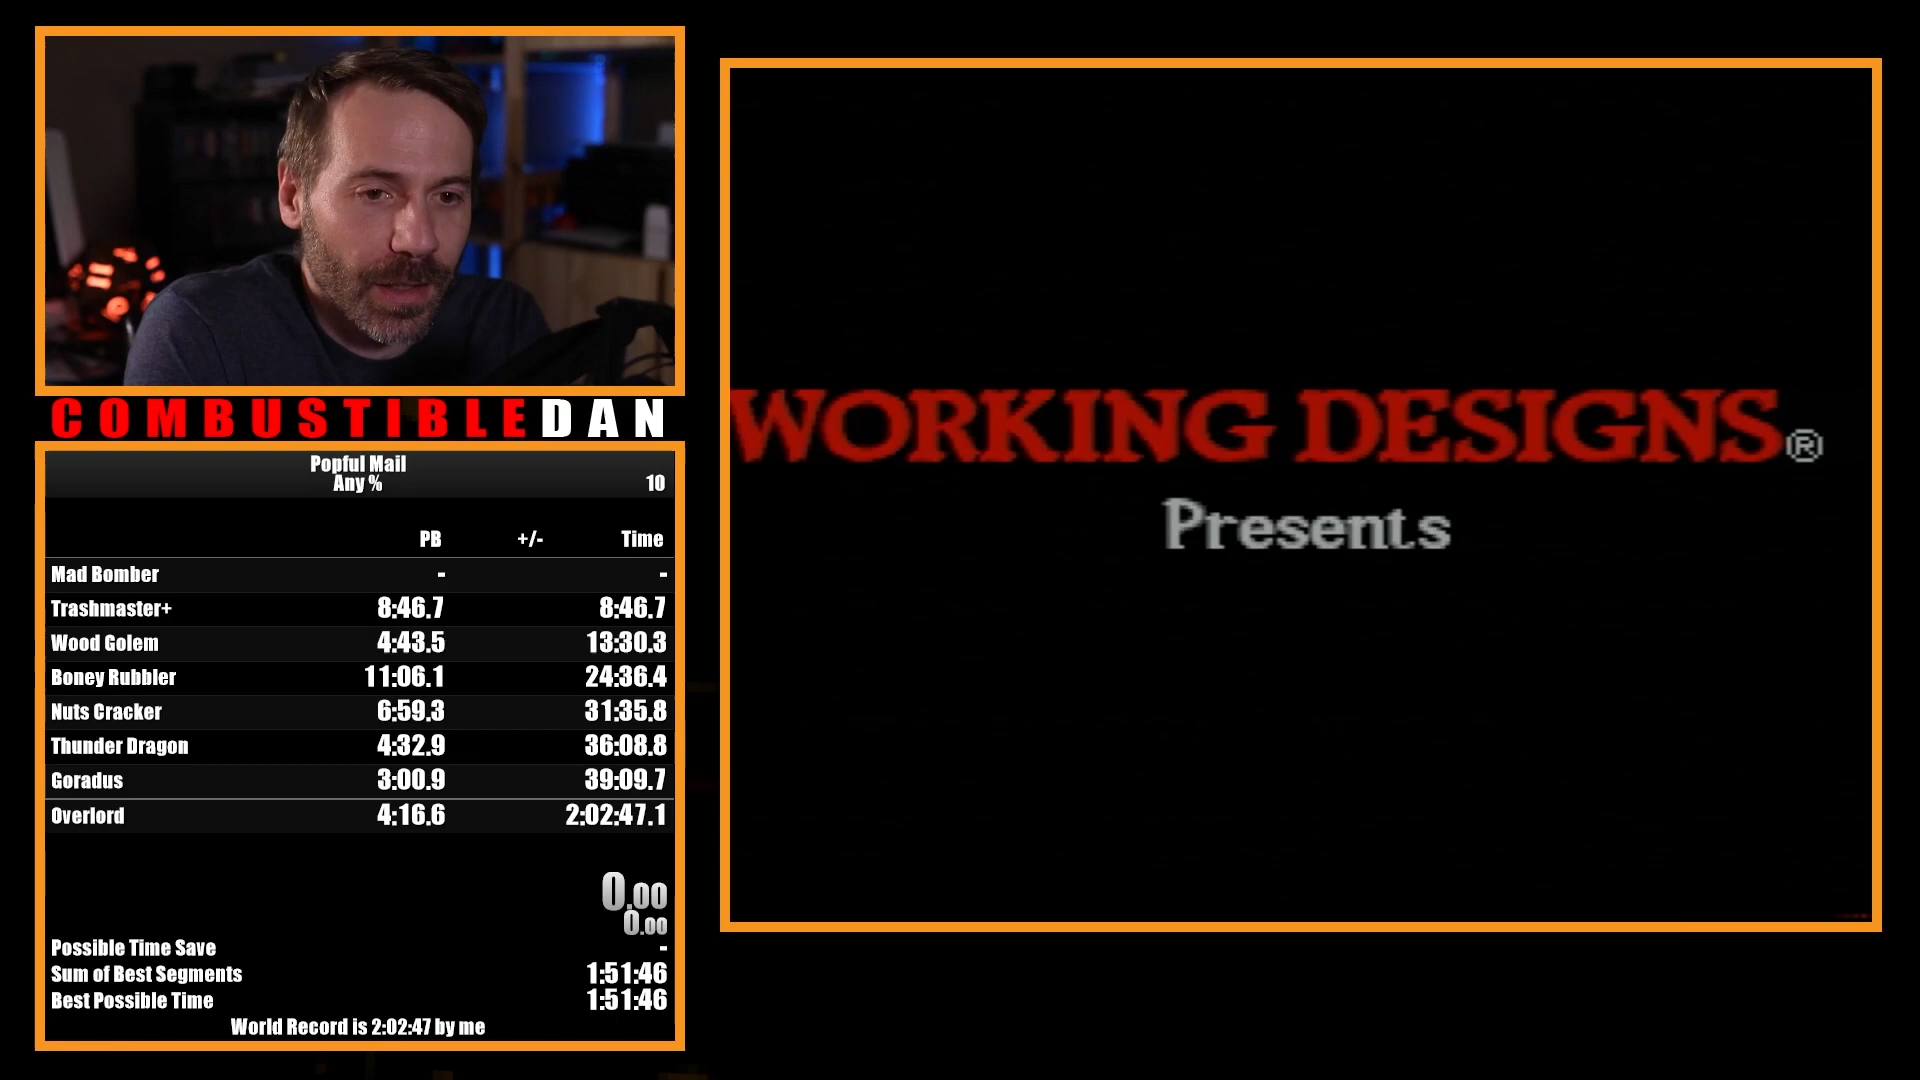 COMBUSTIBLEDAN
Popful Mail
Any % 10
PB +/- Time
Mad Bomber - -
Trashmaster+ 8:46.7 8:46.7
Wood Golem 4:43.5 13:30.3
Boney Rubbler 11:06.1 24:36.4
Nuts Cracker 6:59.3 31:35.8
Thunder Dragon 4:32.9 36:08.8
Goradus 3:00.9 39:09.7
Overlord 4:16.6 2:02:47.1
0.00
0.00
Possible Time Save -
Sum of Best Segments 1:51:46
Best Possible Time 1:51:46
World Record is 2:02:47 by me
WORKING DESIGNS®
Presents